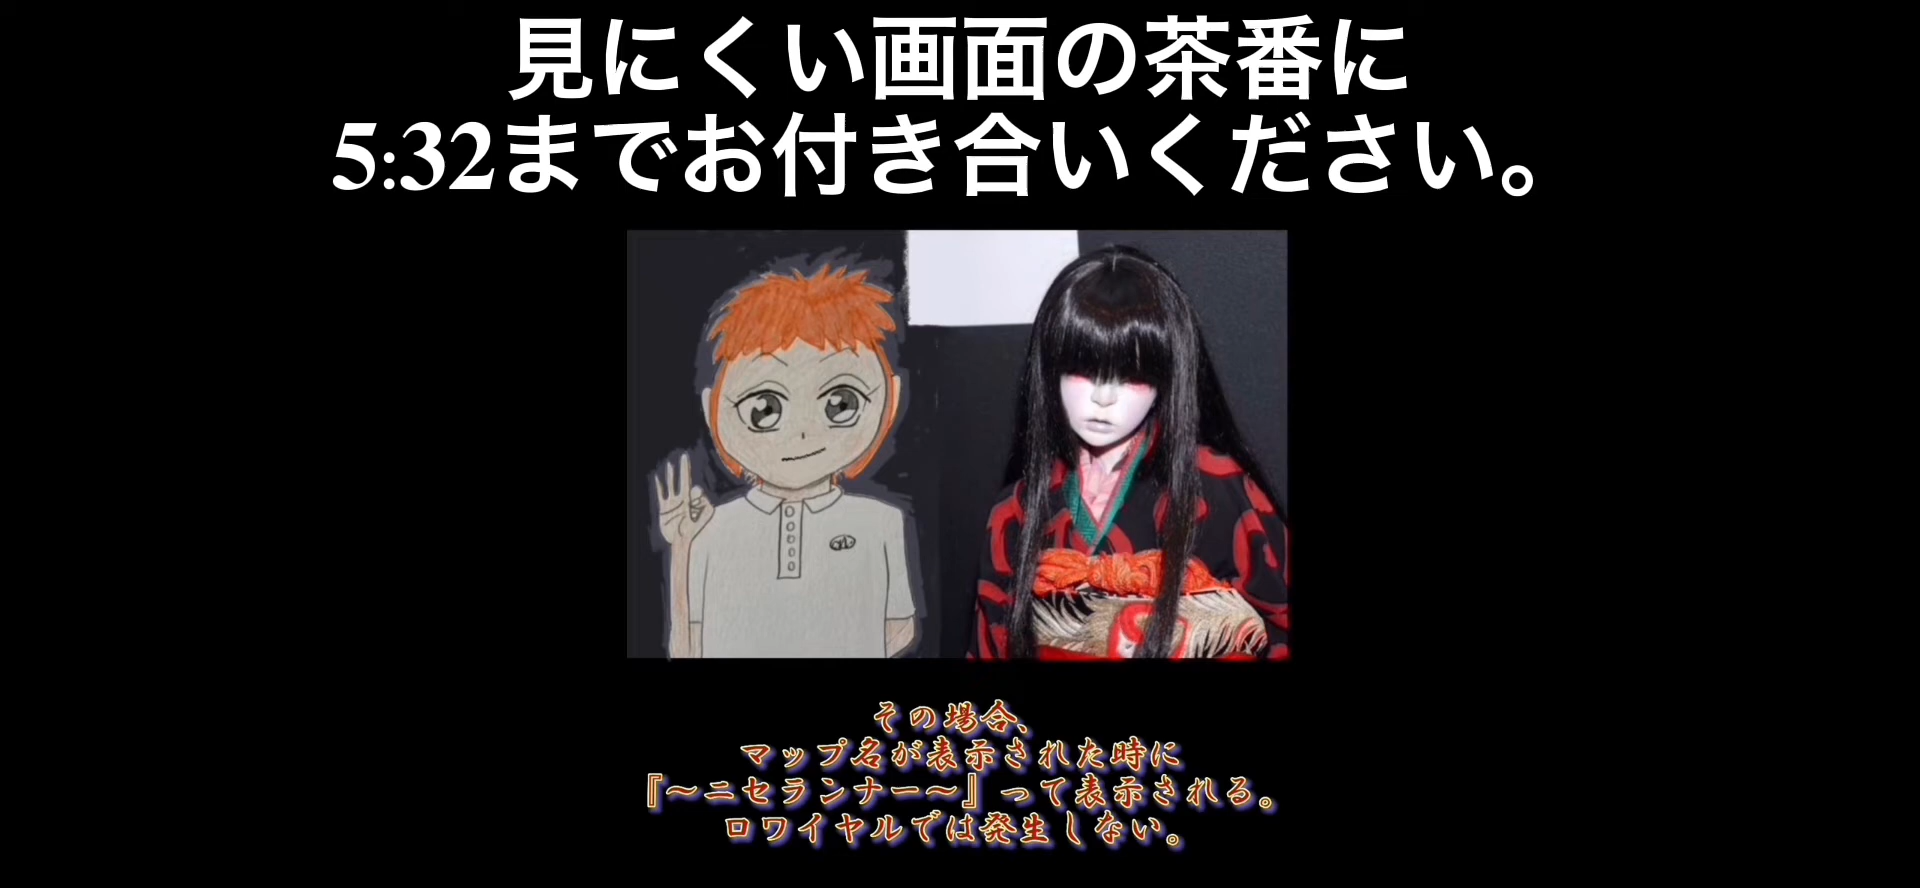 見にくい画面の茶番に
5:32までお付き合いください。
その場合、
マップ名が表示された時に
『～ニセランナー～』って表示される。
ロワイヤルでは発生しない。